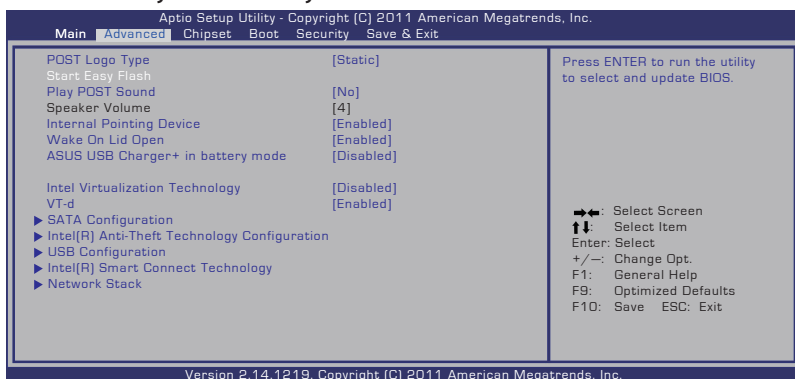 Aptio Setup Utility - Copyright (C) 2011 American Megatrends, Inc.
Main Advanced Chipset Boot Security Save & Exit
POST Logo Type [Static]
Start Easy Flash
Play POST Sound [No]
Speaker Volume [4]
Internal Pointing Device [Enabled]
Wake On Lid Open [Enabled]
ASUS USB Charger+ in battery mode [Disabled]
Intel Virtualization Technology [Disabled]
VT-d [Enabled]
SATA Configuration
Intel(R) Anti-Theft Technology Configuration
USB Configuration
Intel(R) Smart Connect Technology
Network Stack
Press ENTER to run the utility
to select and update BIOS.
→←: Select Screen
↑↓: Select Item
Enter: Select
+/—: Change Opt.
F1: General Help
F9: Optimized Defaults
F10: Save ESC: Exit
Version 2.14.1219. Copyright (C) 2011 American Megatrends, Inc.